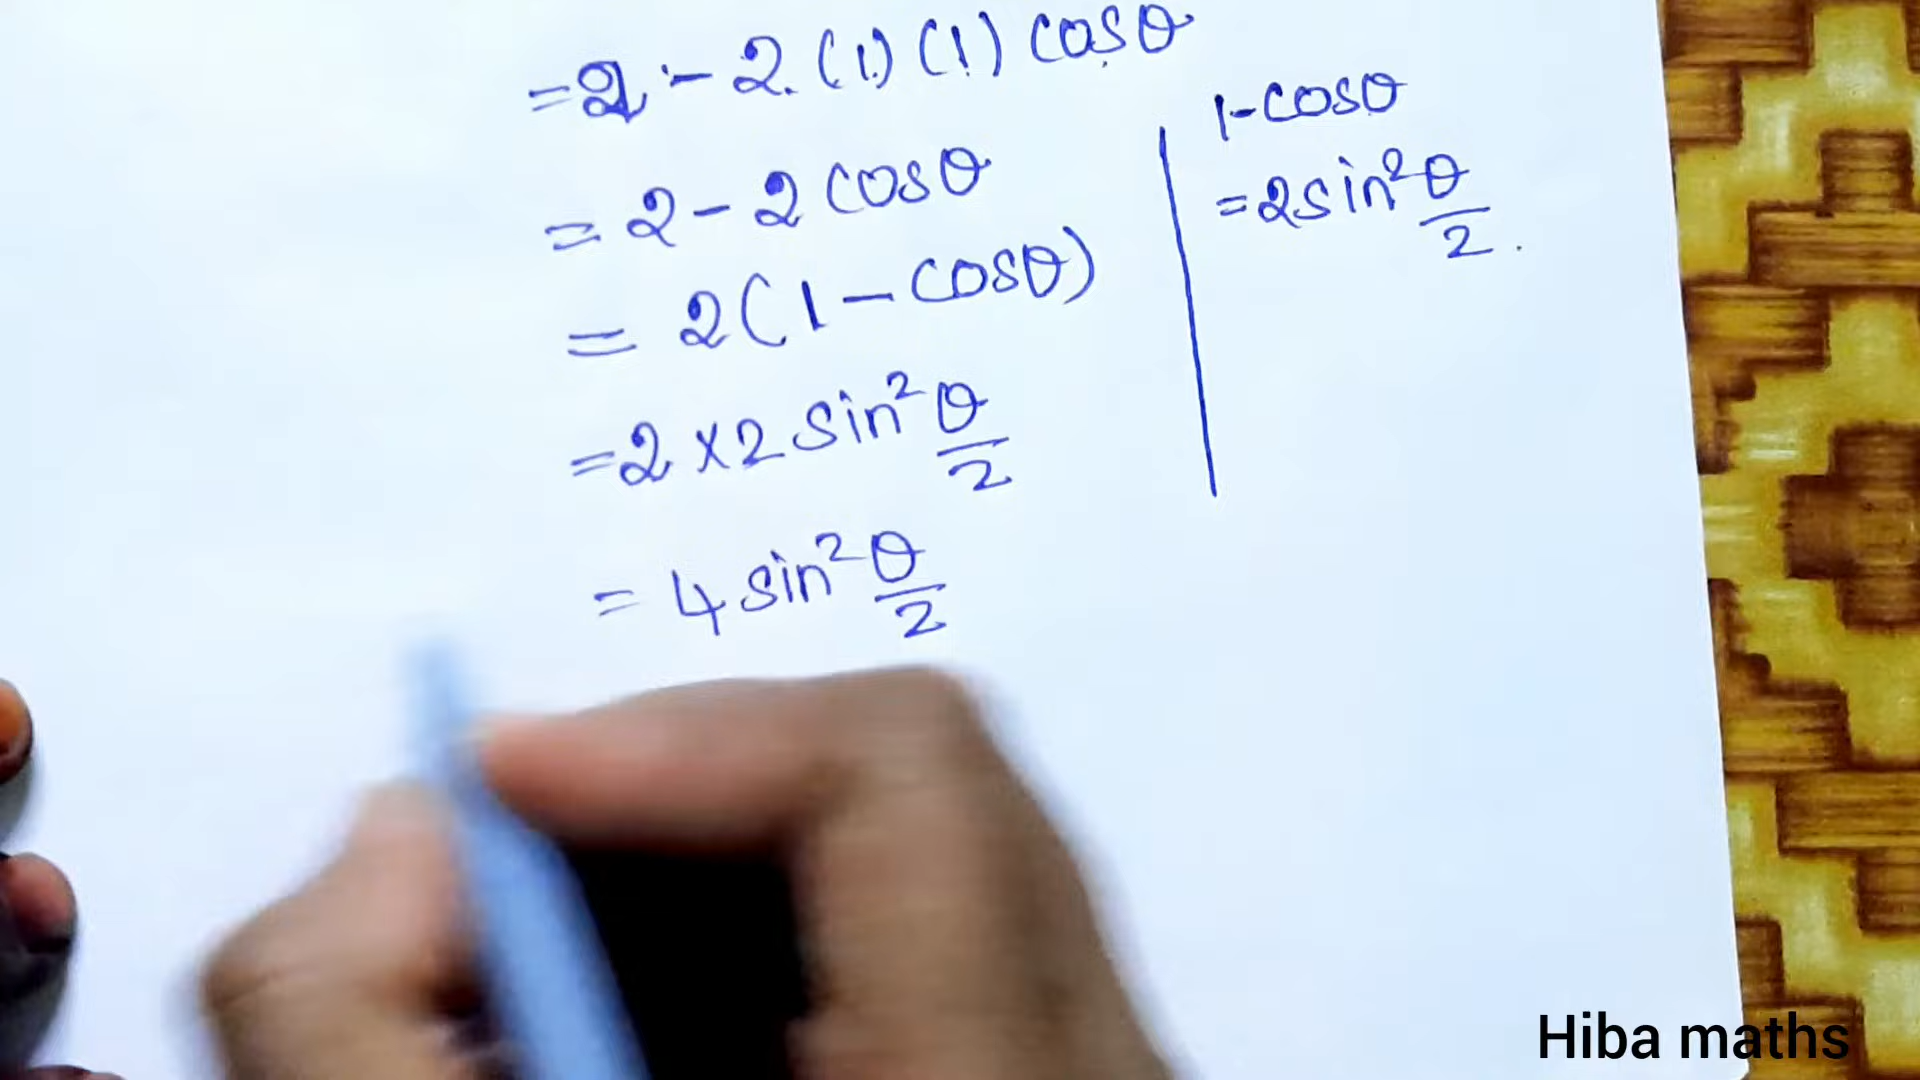 =2 - 2.(1)(1) cosθ
= 2 - 2 cosθ
= 2(1 - cosθ)
=2×2 sin²θ/2
= 4 sin²θ/2
1-cosθ
=2sin²θ/2.
Hiba maths